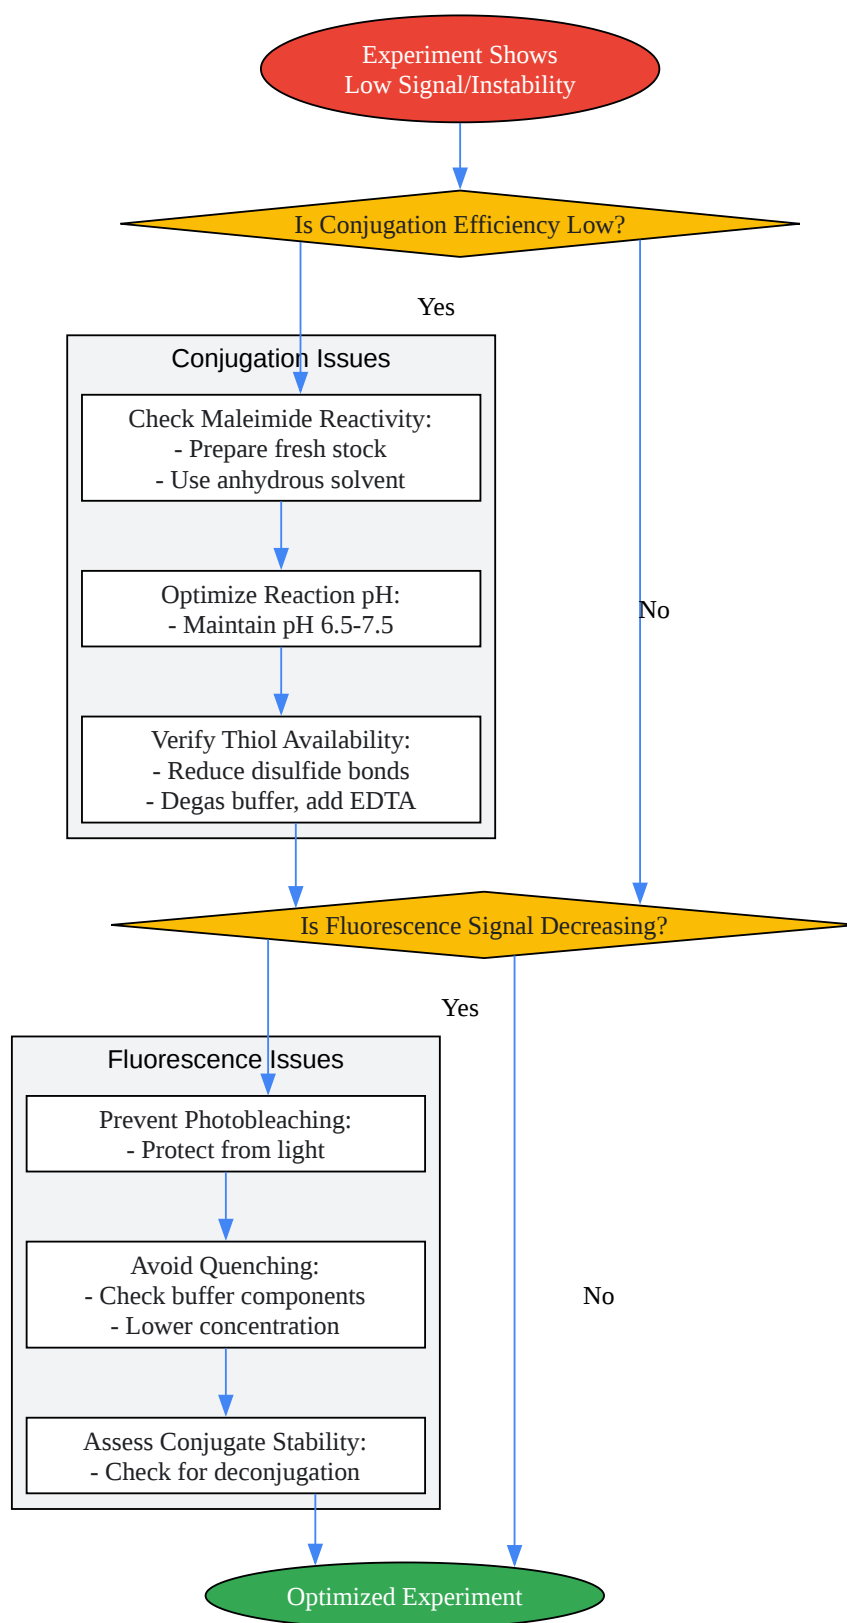 Experiment Shows
Low Signal/Instability
Is Conjugation Efficiency Low?
Yes
Conjugation Issues
Check Maleimide Reactivity:
- Prepare fresh stock
- Use anhydrous solvent
Optimize Reaction pH:
- Maintain pH 6.5-7.5
No
Verify Thiol Availability:
- Reduce disulfide bonds
- Degas buffer, add EDTA
Is Fluorescence Signal Decreasing?
Yes
Fluorescence Issues
Prevent Photobleaching:
- Protect from light
Avoid Quenching:
- Check buffer components
- Lower concentration
No
Assess Conjugate Stability:
- Check for deconjugation
Optimized Experiment